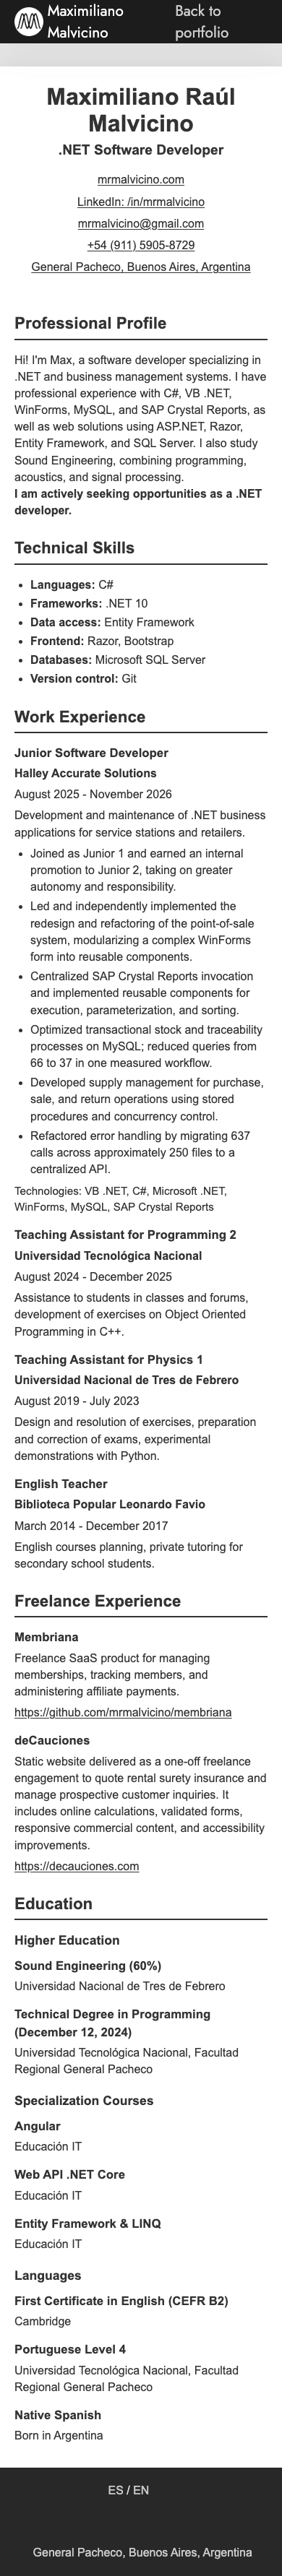 Maximiliano
Malvicino
Back to
portfolio
Maximiliano Raúl
Malvicino
.NET Software Developer
mrmalvicino.com
LinkedIn: /in/mrmalvicino
mrmalvicino@gmail.com
+54 (911) 5905-8729
General Pacheco, Buenos Aires, Argentina
Professional Profile
Hi! I'm Max, a software developer specializing in
.NET and business management systems. I have
professional experience with C#, VB .NET,
WinForms, MySQL, and SAP Crystal Reports, as
well as web solutions using ASP.NET, Razor,
Entity Framework, and SQL Server. I also study
Sound Engineering, combining programming,
acoustics, and signal processing.
I am actively seeking opportunities as a .NET
developer.
Technical Skills
• Languages: C#
• Frameworks: .NET 10
• Data access: Entity Framework
• Frontend: Razor, Bootstrap
• Databases: Microsoft SQL Server
• Version control: Git
Work Experience
Junior Software Developer
Halley Accurate Solutions
August 2025 - November 2026
Development and maintenance of .NET business
applications for service stations and retailers.
• Joined as Junior 1 and earned an internal
promotion to Junior 2, taking on greater
autonomy and responsibility.
• Led and independently implemented the
redesign and refactoring of the point-of-sale
system, modularizing a complex WinForms
form into reusable components.
• Centralized SAP Crystal Reports invocation
and implemented reusable components for
execution, parameterization, and sorting.
• Optimized transactional stock and traceability
processes on MySQL; reduced queries from
66 to 37 in one measured workflow.
• Developed supply management for purchase,
sale, and return operations using stored
procedures and concurrency control.
• Refactored error handling by migrating 637
calls across approximately 250 files to a
centralized API.
Technologies: VB .NET, C#, Microsoft .NET,
WinForms, MySQL, SAP Crystal Reports
Teaching Assistant for Programming 2
Universidad Tecnológica Nacional
August 2024 - December 2025
Assistance to students in classes and forums,
development of exercises on Object Oriented
Programming in C++.
Teaching Assistant for Physics 1
Universidad Nacional de Tres de Febrero
August 2019 - July 2023
Design and resolution of exercises, preparation
and correction of exams, experimental
demonstrations with Python.
English Teacher
Biblioteca Popular Leonardo Favio
March 2014 - December 2017
English courses planning, private tutoring for
secondary school students.
Freelance Experience
Membriana
Freelance SaaS product for managing
memberships, tracking members, and
administering affiliate payments.
https://github.com/mrmalvicino/membriana
deCauciones
Static website delivered as a one-off freelance
engagement to quote rental surety insurance and
manage prospective customer inquiries. It
includes online calculations, validated forms,
responsive commercial content, and accessibility
improvements.
https://decauciones.com
Education
Higher Education
Sound Engineering (60%)
Universidad Nacional de Tres de Febrero
Technical Degree in Programming
(December 12, 2024)
Universidad Tecnológica Nacional, Facultad
Regional General Pacheco
Specialization Courses
Angular
Educación IT
Web API .NET Core
Educación IT
Entity Framework & LINQ
Educación IT
Languages
First Certificate in English (CEFR B2)
Cambridge
Portuguese Level 4
Universidad Tecnológica Nacional, Facultad
Regional General Pacheco
Native Spanish
Born in Argentina
ES / EN
General Pacheco, Buenos Aires, Argentina